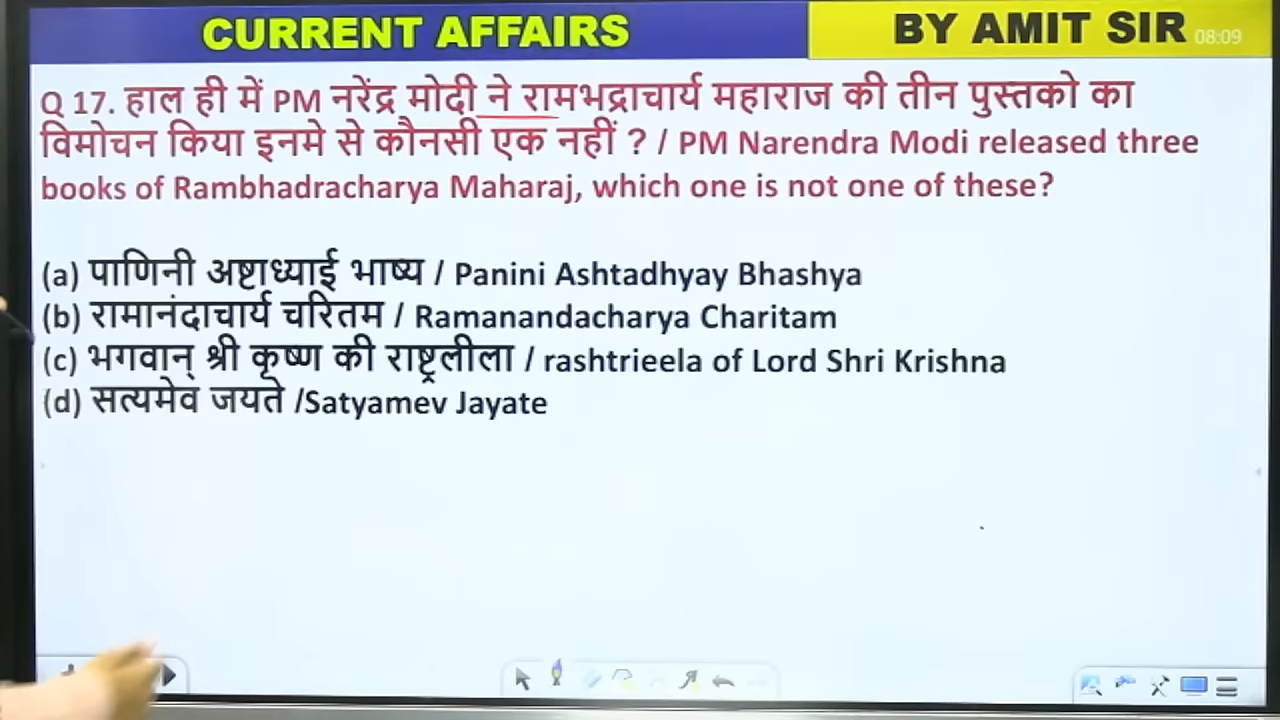 CURRENT AFFAIRS
BY AMIT SIR 08:09
Q 17. हाल ही में PM नरेंद्र मोदी ने रामभद्राचार्य महाराज की तीन पुस्तको का
विमोचन किया इनमे से कौनसी एक नहीं ? / PM Narendra Modi released three
books of Rambhadracharya Maharaj, which one is not one of these?
(a) पाणिनी अष्टाध्याई भाष्य / Panini Ashtadhyay Bhashya
(b) रामानंदाचार्य चरितम / Ramanandacharya Charitam
(c) भगवान् श्री कृष्ण की राष्ट्रलीला / rashtrieela of Lord Shri Krishna
(d) सत्यमेव जयते /Satyamev Jayate